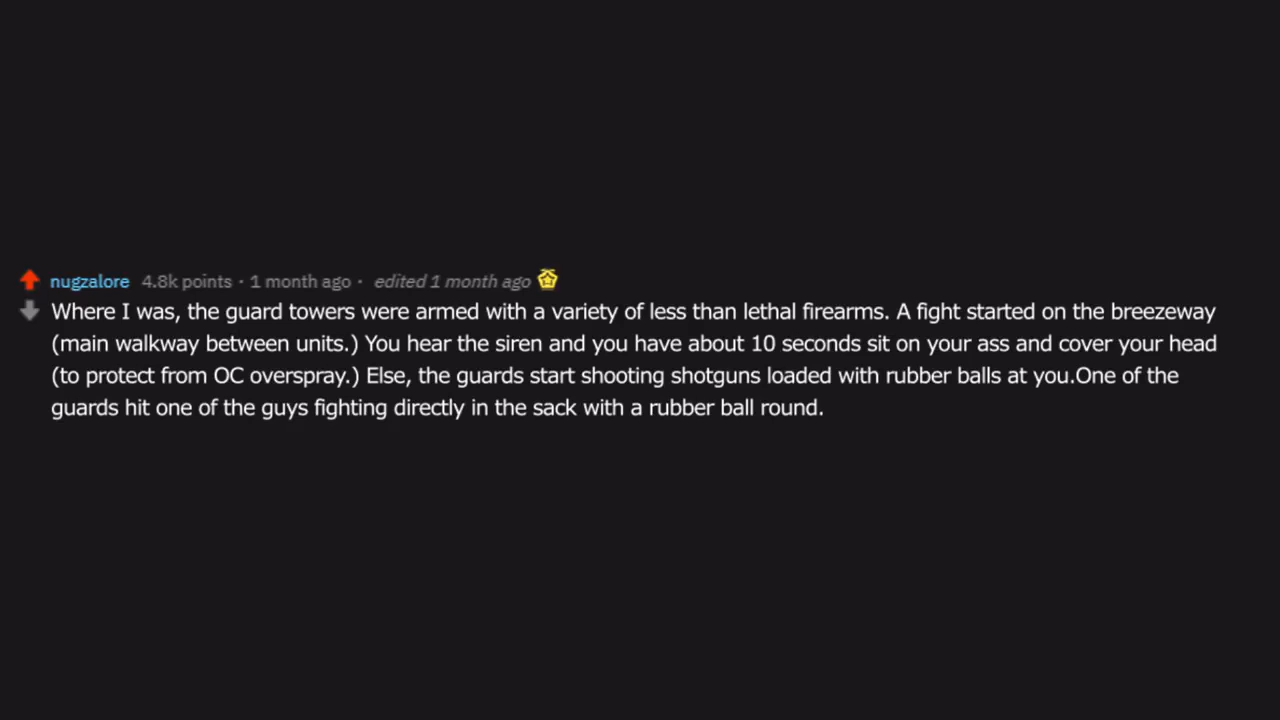 nugzalore 4.8k points · 1 month ago · edited 1 month ago
Where I was, the guard towers were armed with a variety of less than lethal firearms. A fight started on the breezeway
(main walkway between units.) You hear the siren and you have about 10 seconds sit on your ass and cover your head
(to protect from OC overspray.) Else, the guards start shooting shotguns loaded with rubber balls at you.One of the
guards hit one of the guys fighting directly in the sack with a rubber ball round.